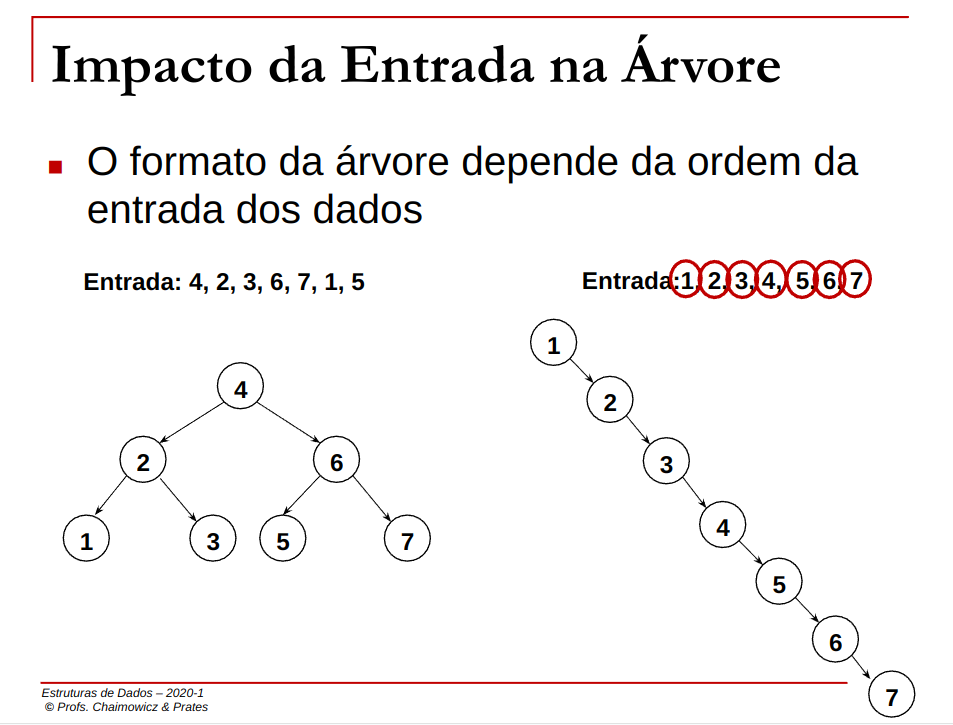 Impacto da Entrada na Árvore
O formato da árvore depende da ordem da
entrada dos dados
Entrada: 4, 2, 3, 6, 7, 1, 5
Entrada:1, 2, 3, 4, 5, 6, 7
4
2
6
1
3
5
7
1
2
3
4
5
6
7
Estruturas de Dados – 2020-1
© Profs. Chaimowicz & Prates